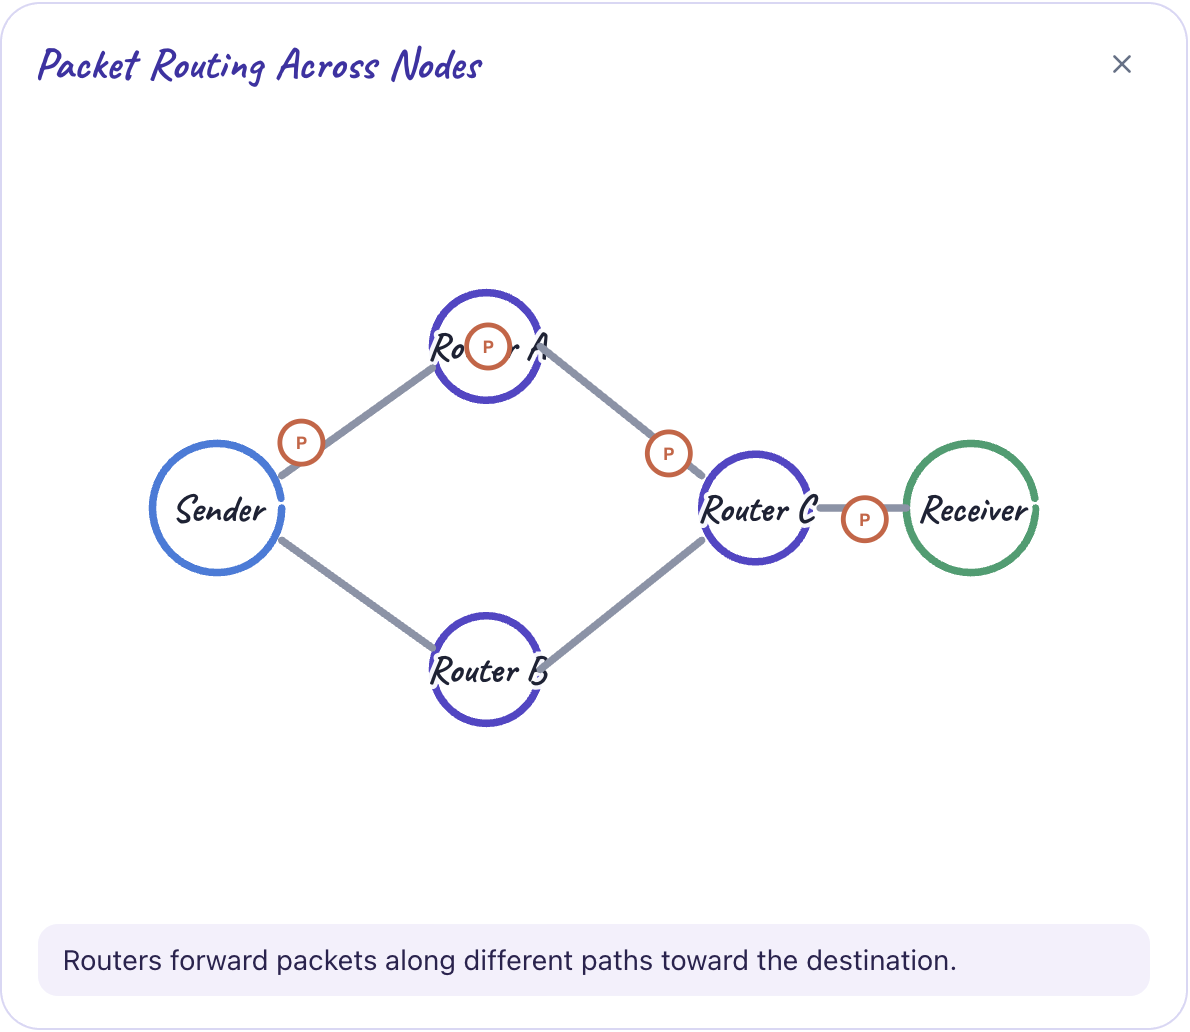 Packet Routing Across Nodes
P
A
P
P
Sender
Router C
P
Receiver
Router B
Routers forward packets along different paths toward the destination.